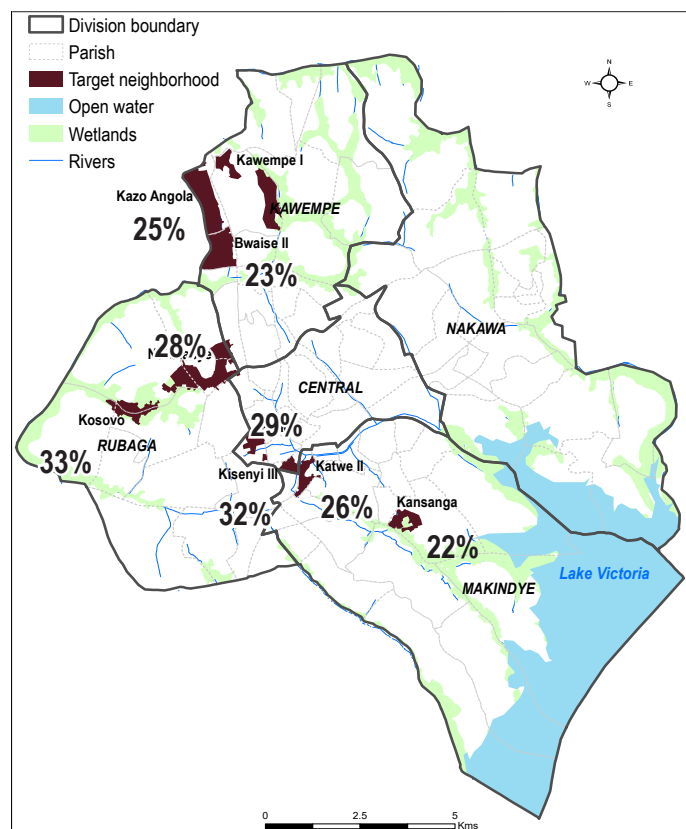 Division boundary
Parish
Target neighborhood
Open water
Wetlands
Rivers
N
W E
S
Kawempe I
Kazo Angola
KAWEMPE
25%
Bwaise II
23%
NAKAWA
28%
CENTRAL
Kosovo
29%
RUBAGA
33%
Kisenyi III
Katwe II
32%
26%
Kansanga
22%
Lake Victoria
MAKINDYE
0 2.5 5
Kms